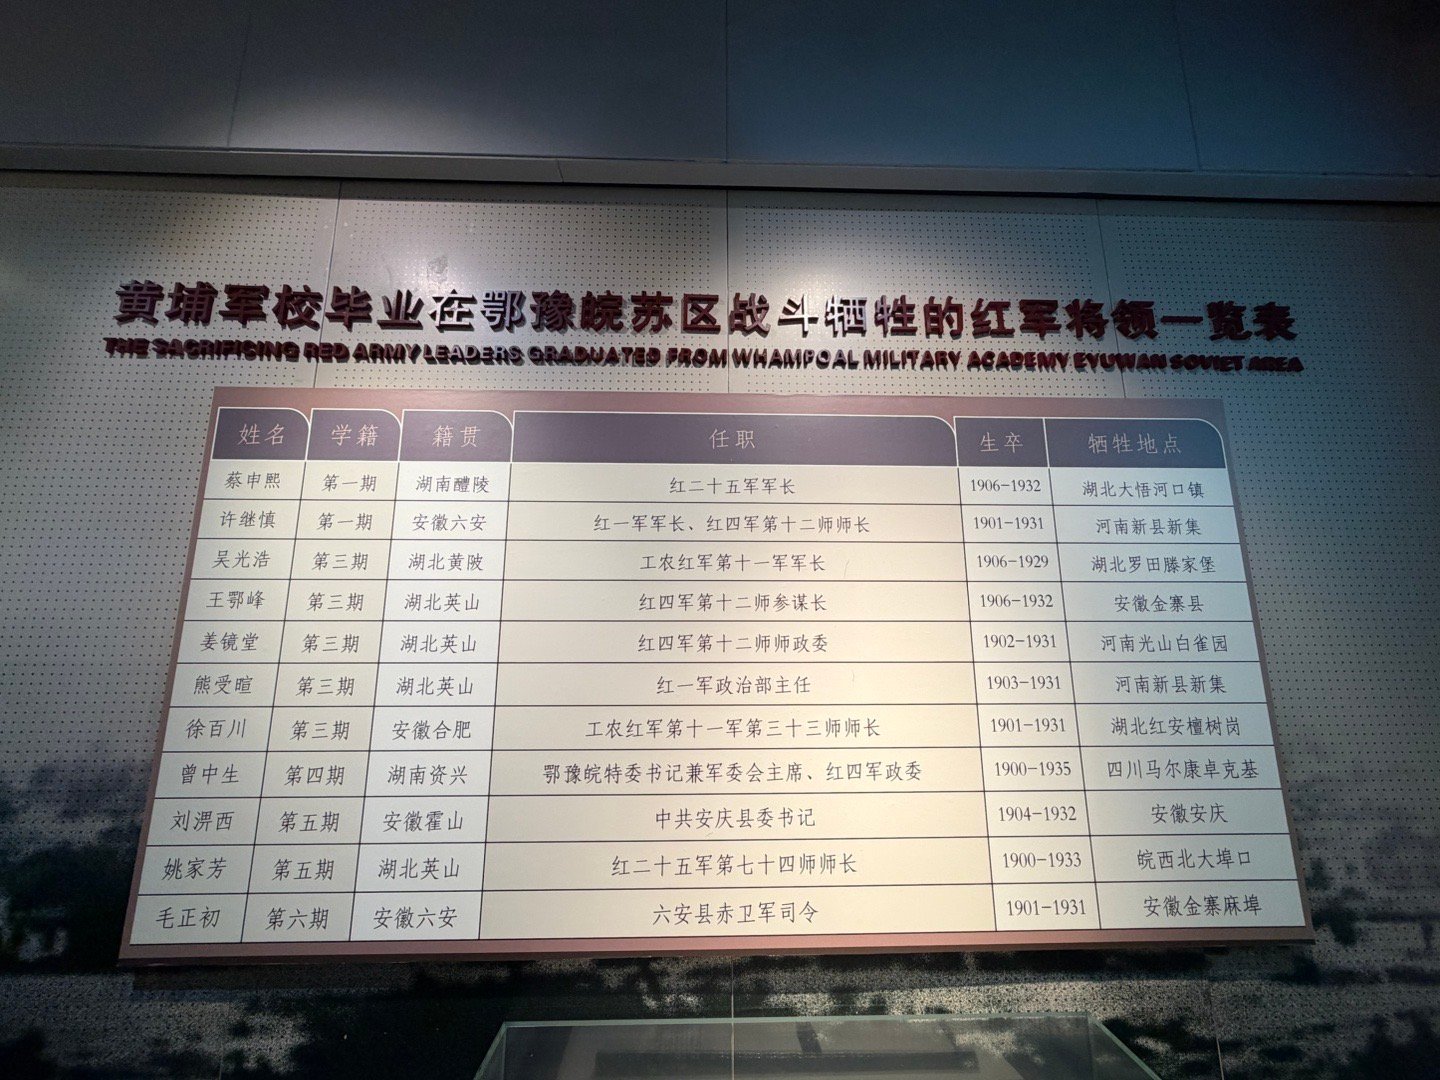 黄埔军校毕业在鄂豫皖苏区战斗牺牲的红军将领一览表
THE SACRIFICING RED ARMY LEADERS GRADUATED FROM WHAMPOAL MILITARY ACADEMY EYUWAN SOVIET AREA
姓名 学籍 籍贯 任职 生卒 牺牲地点
蔡申熙 第一期 湖南醴陵 红二十五军军长 1906-1932 湖北大悟河口镇
许继慎 第一期 安徽六安 红一军军长、红四军第十二师师长 1901-1931 河南新县新集
吴光浩 第三期 湖北黄陂 工农红军第十一军军长 1906-1929 湖北罗田滕家堡
王鄂峰 第三期 湖北英山 红四军第十二师参谋长 1906-1932 安徽金寨县
姜镜堂 第三期 湖北英山 红四军第十二师师政委 1902-1931 河南光山白雀园
熊受暄 第三期 湖北英山 红一军政治部主任 1903-1931 河南新县新集
徐百川 第三期 安徽合肥 工农红军第十一军第三十三师师长 1901-1931 湖北红安檀树岗
曾中生 第四期 湖南资兴 鄂豫皖特委书记兼军委会主席、红四军政委 1900-1935 四川马尔康卓克基
刘淠西 第五期 安徽霍山 中共安庆县委书记 1904-1932 安徽安庆
姚家芳 第五期 湖北英山 红二十五军第七十四师师长 1900-1933 皖西北大埠口
毛正初 第六期 安徽六安 六安县赤卫军司令 1901-1931 安徽金寨麻埠